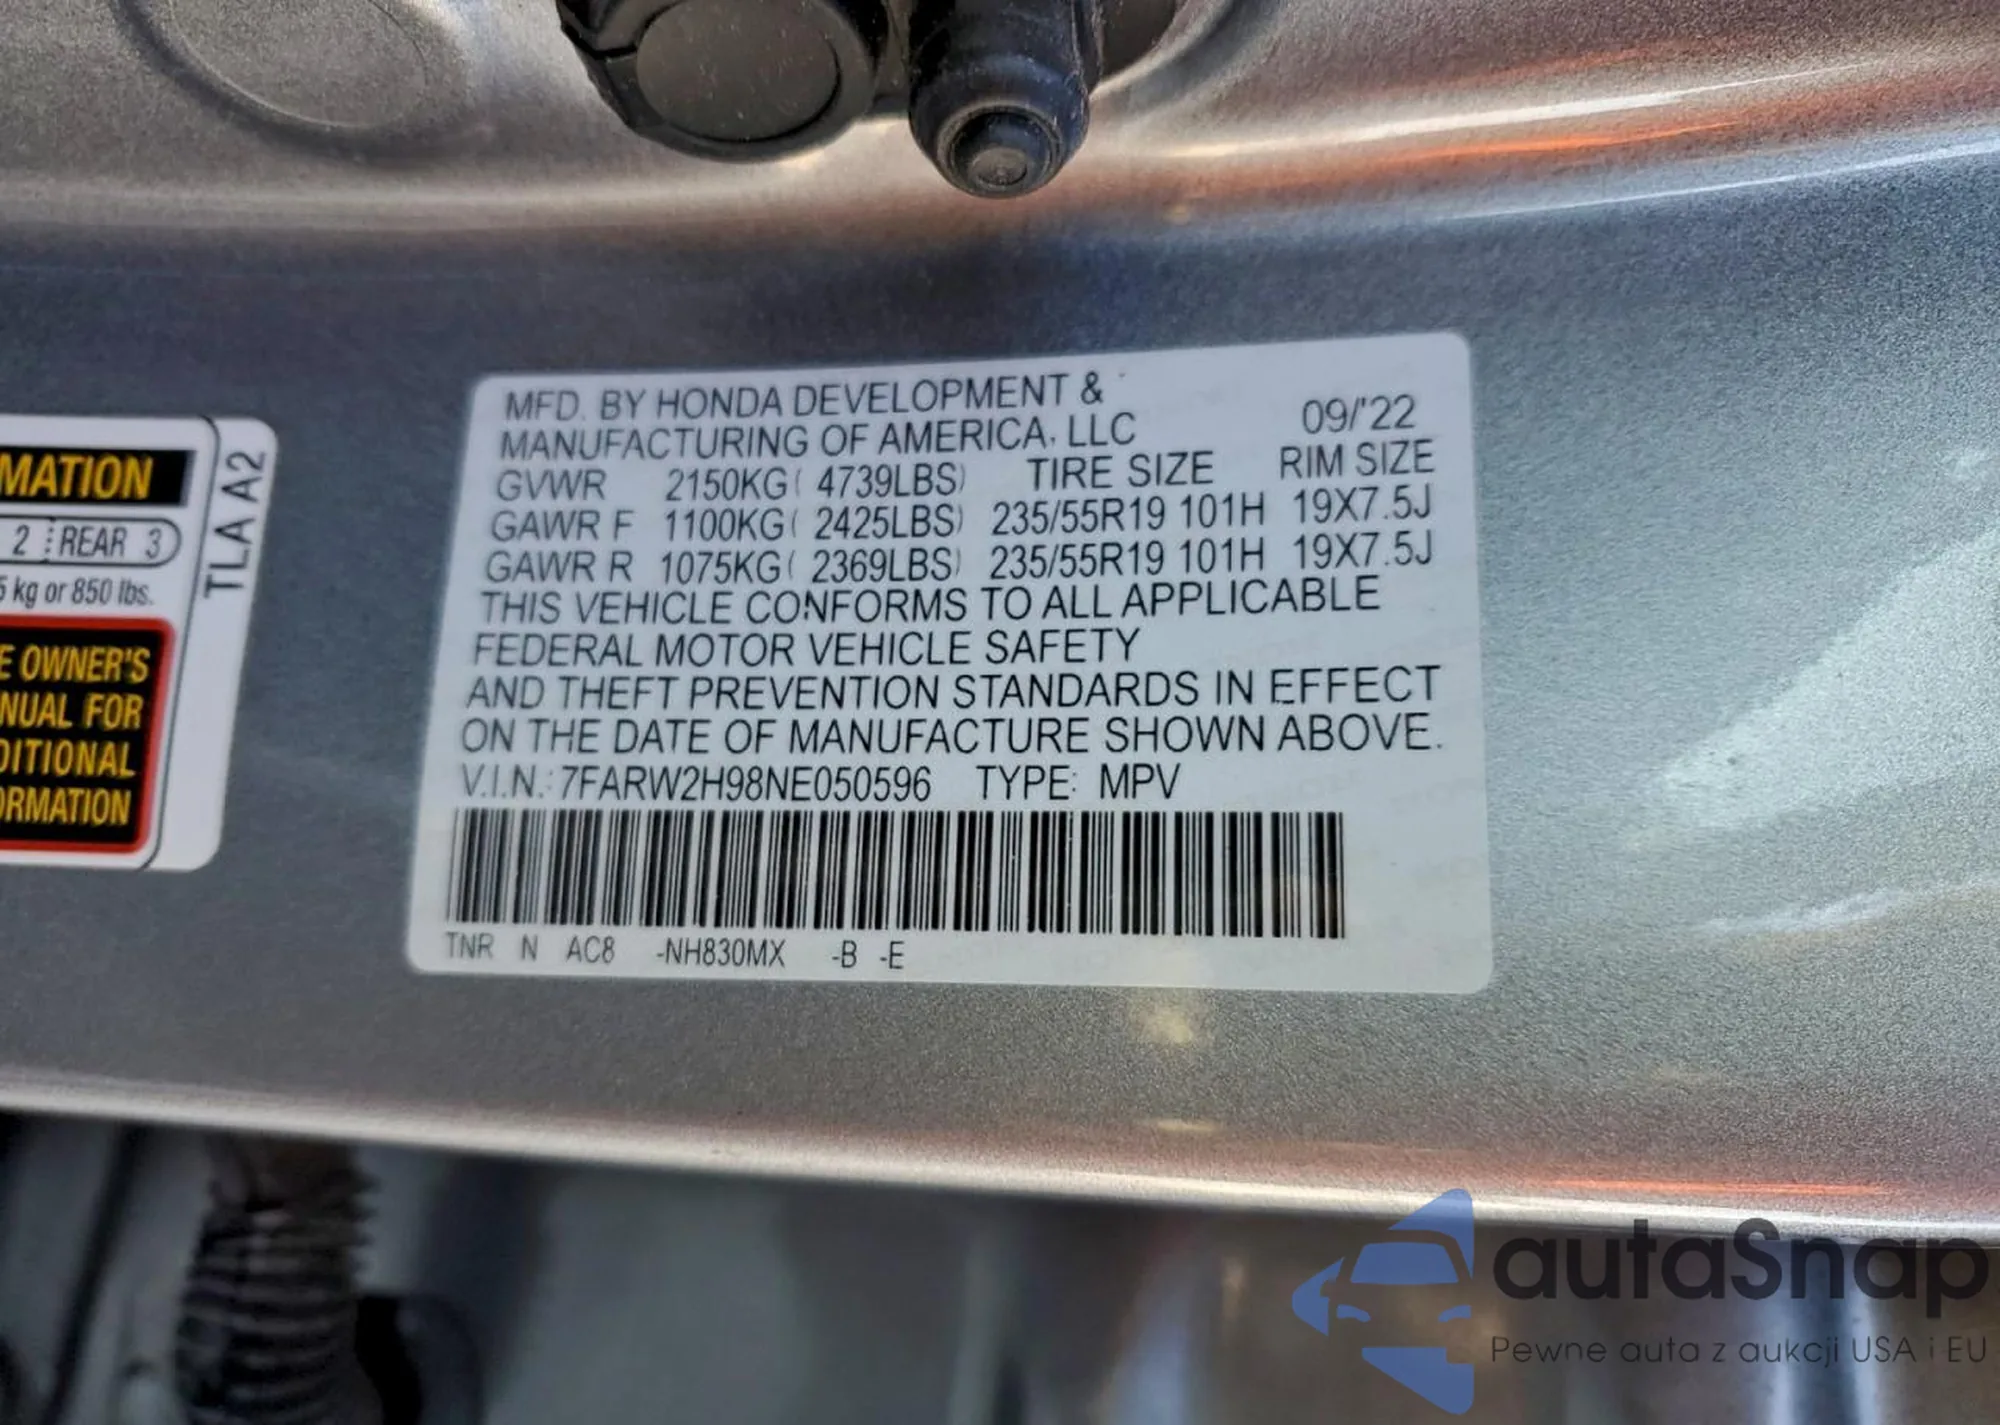 MATION
2 REAR 3
5 kg or 850 lbs.
E OWNER'S
NUAL FOR
DITIONAL
ORMATION
TLA A2
MFD. BY HONDA DEVELOPMENT &
MANUFACTURING OF AMERICA, LLC 09/'22
GVWR 2150KG( 4739LBS) TIRE SIZE RIM SIZE
GAWR F 1100KG( 2425LBS) 235/55R19 101H 19X7.5J
GAWR R 1075KG( 2369LBS) 235/55R19 101H 19X7.5J
THIS VEHICLE CONFORMS TO ALL APPLICABLE
FEDERAL MOTOR VEHICLE SAFETY
AND THEFT PREVENTION STANDARDS IN EFFECT
ON THE DATE OF MANUFACTURE SHOWN ABOVE.
V.I.N.: 7FARW2H98NE050596 TYPE: MPV
TNR N AC8 -NH830MX -B -E
autaSnap
Pewne auta z aukcji USA i EU